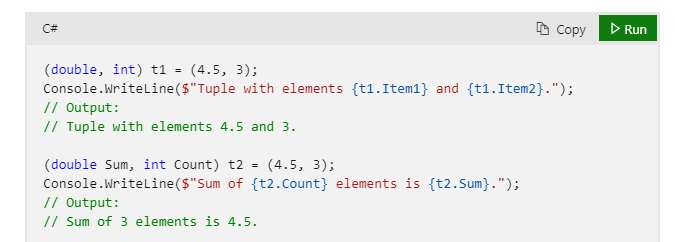 C#
Copy
Run
(double, int) t1 = (4.5, 3);
Console.WriteLine($"Tuple with elements {t1.Item1} and {t1.Item2}.");
// Output:
// Tuple with elements 4.5 and 3.
(double Sum, int Count) t2 = (4.5, 3);
Console.WriteLine($"Sum of {t2.Count} elements is {t2.Sum}.");
// Output:
// Sum of 3 elements is 4.5.